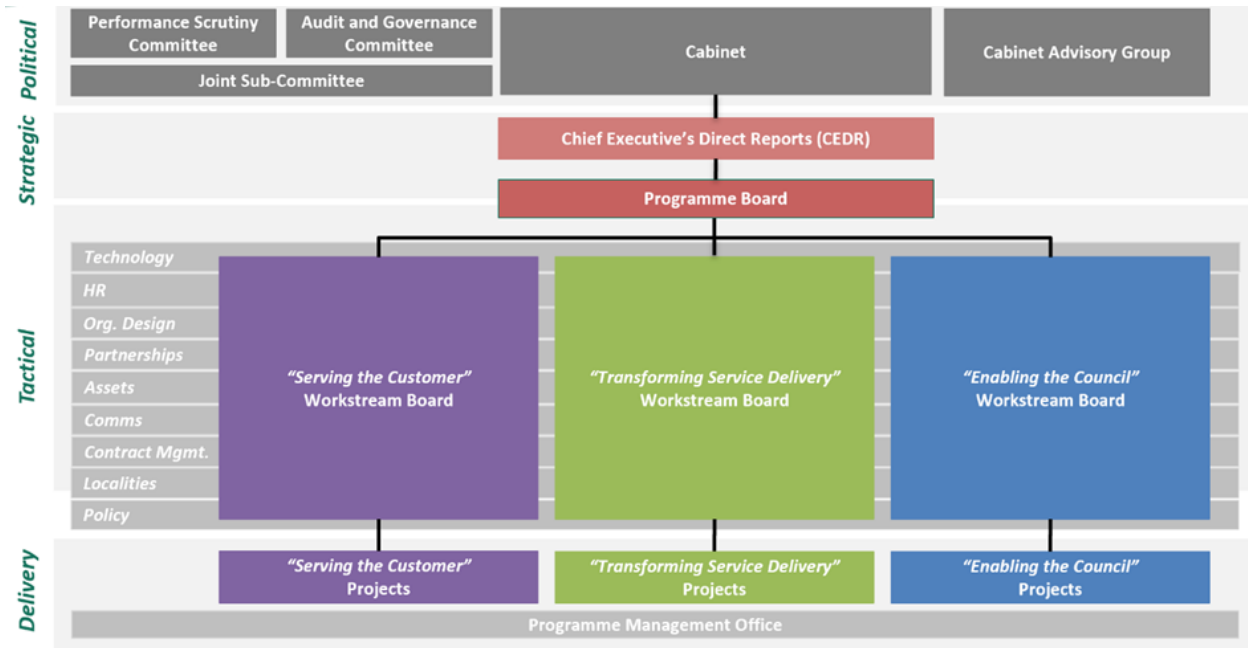 Political
Performance Scrutiny
Committee
Audit and Governance
Committee
Joint Sub-Committee
Cabinet
Cabinet Advisory Group
Strategic
Chief Executive’s Direct Reports (CEDR)
Programme Board
Tactical
Technology
HR
Org. Design
Partnerships
Assets
Comms
Contract Mgmt.
Localities
Policy
“Serving the Customer”
Workstream Board
“Transforming Service Delivery”
Workstream Board
“Enabling the Council”
Workstream Board
Delivery
“Serving the Customer”
Projects
“Transforming Service Delivery”
Projects
“Enabling the Council”
Projects
Programme Management Office